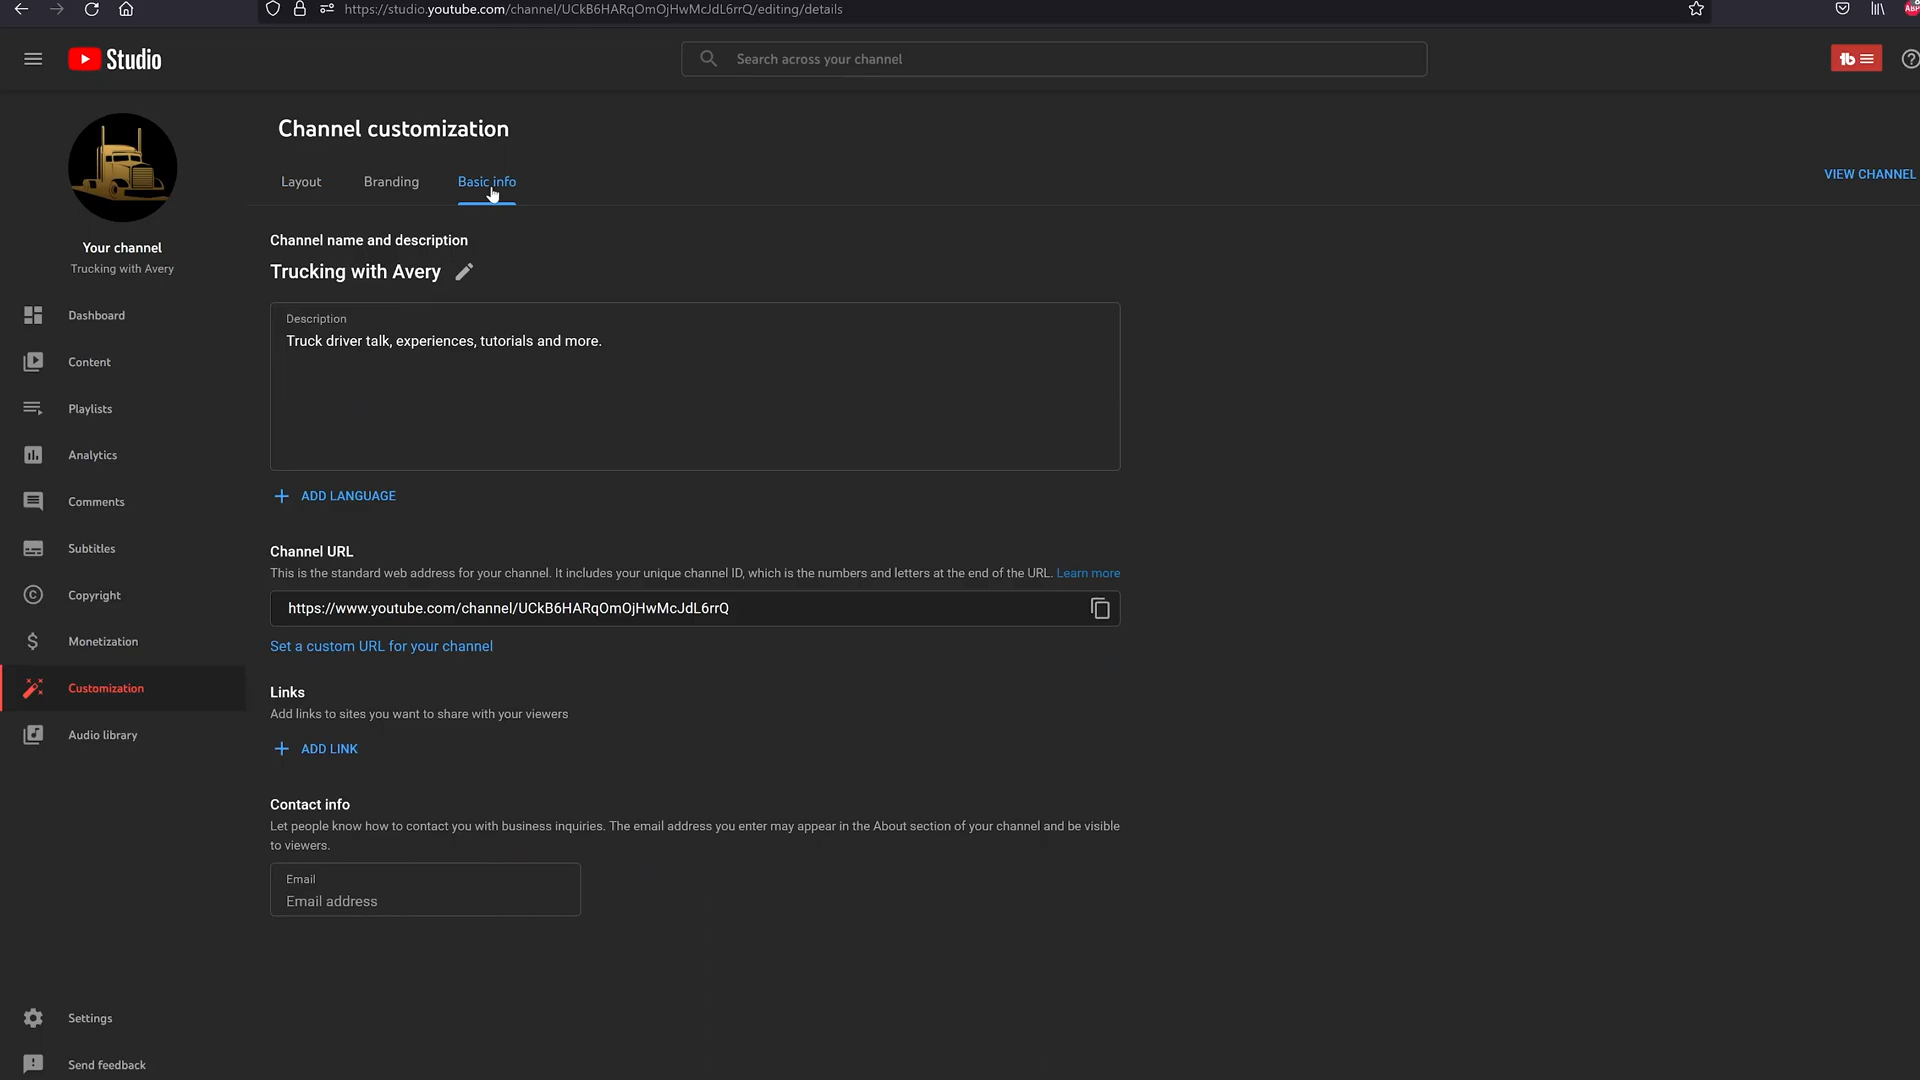 https://studio.youtube.com/channel/UCkB6HARqOmOjHwMcJdL6rrQ/editing/details
ABP
Studio
Search across your channel
tb
Channel customization
Layout
Branding
Basic info
VIEW CHANNEL
Your channel
Trucking with Avery
Dashboard
Content
Playlists
Analytics
Comments
Subtitles
Copyright
Monetization
Customization
Audio library
Settings
Send feedback
Channel name and description
Trucking with Avery
Description
Truck driver talk, experiences, tutorials and more.
ADD LANGUAGE
Channel URL
This is the standard web address for your channel. It includes your unique channel ID, which is the numbers and letters at the end of the URL. Learn more
https://www.youtube.com/channel/UCkB6HARqOmOjHwMcJdL6rrQ
Set a custom URL for your channel
Links
Add links to sites you want to share with your viewers
ADD LINK
Contact info
Let people know how to contact you with business inquiries. The email address you enter may appear in the About section of your channel and be visible
to viewers.
Email
Email address